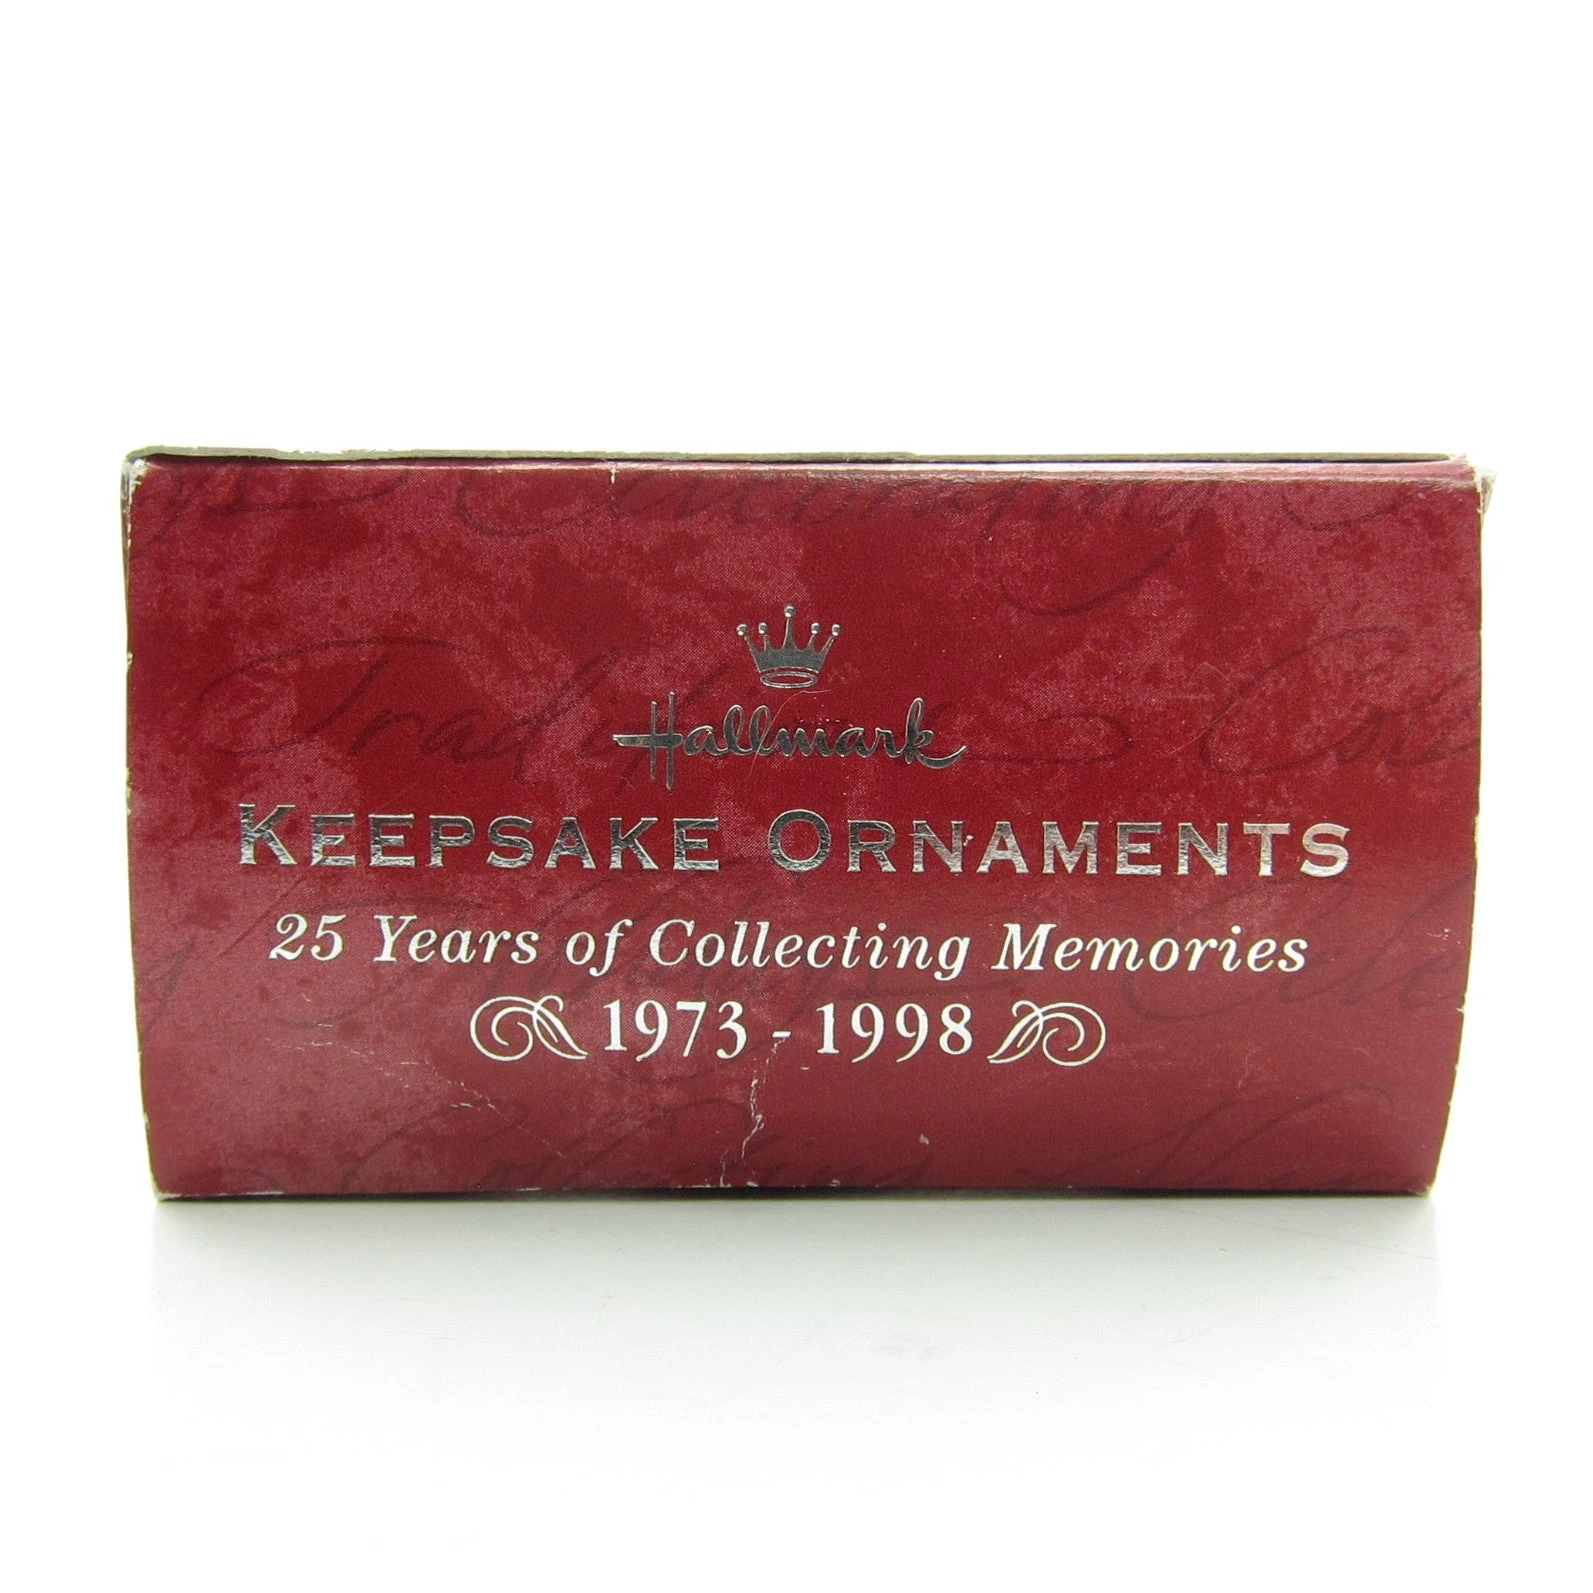 Hallmark
KEEPSAKE ORNAMENTS
25 Years of Collecting Memories
1973 - 1998